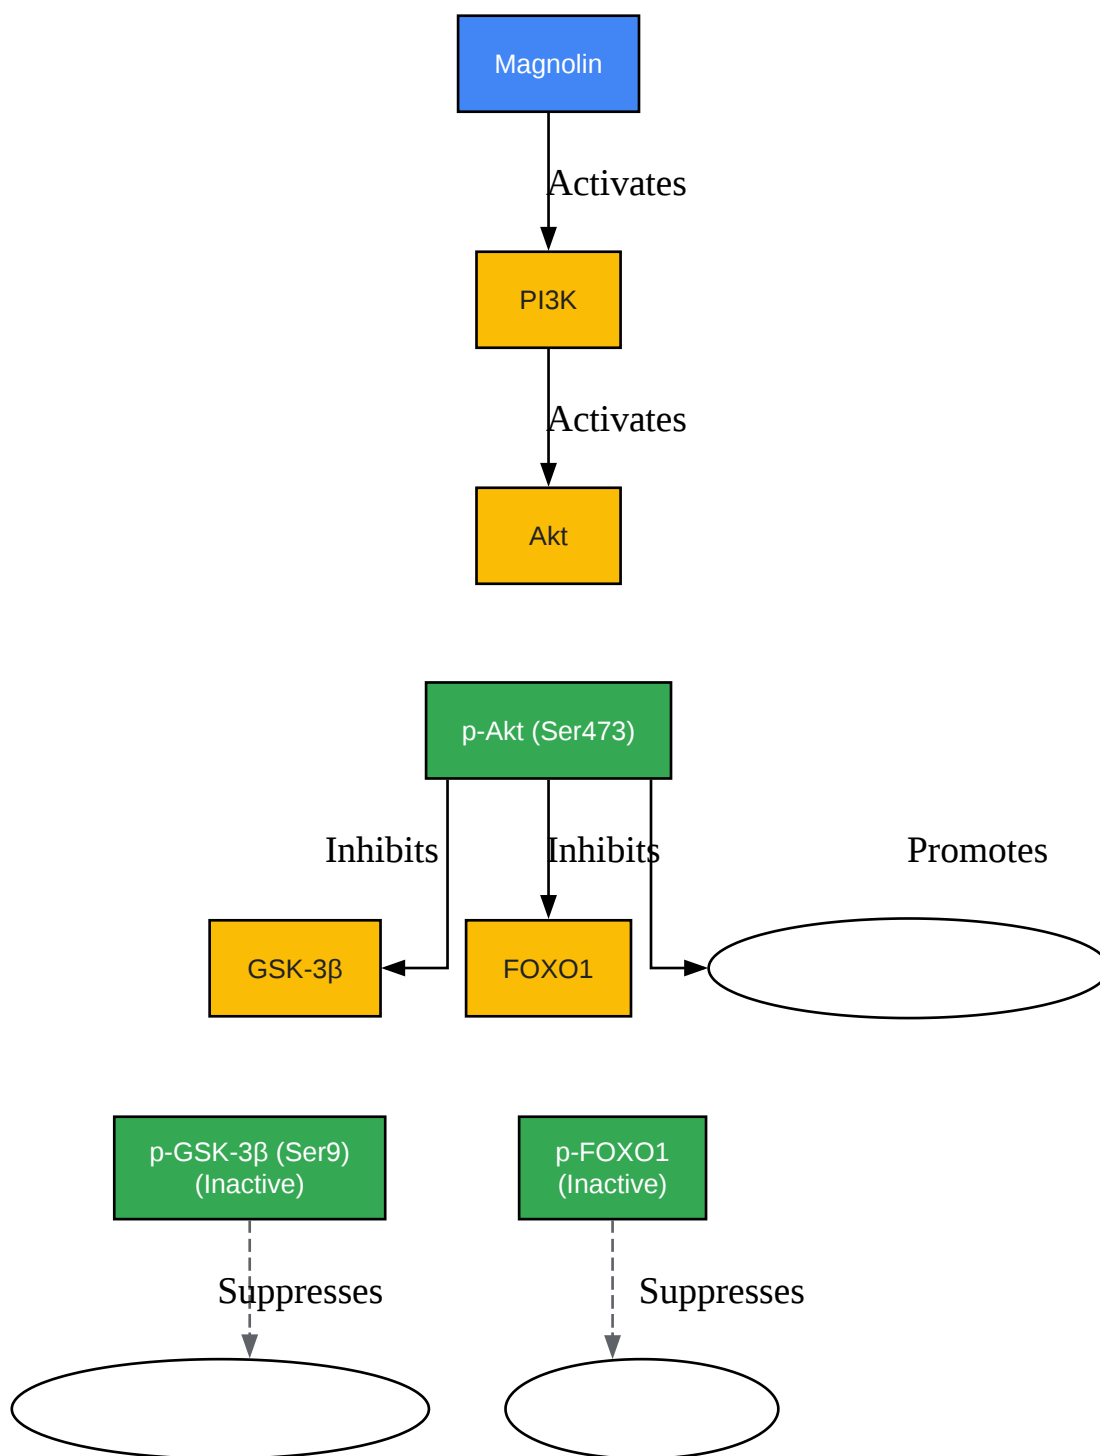 Magnolin
Activates
PI3K
Activates
Akt
p-Akt (Ser473)
Inhibits
Inhibits
Promotes
GSK-3β
FOXO1
p-GSK-3β (Ser9)
(Inactive)
p-FOXO1
(Inactive)
Suppresses
Suppresses